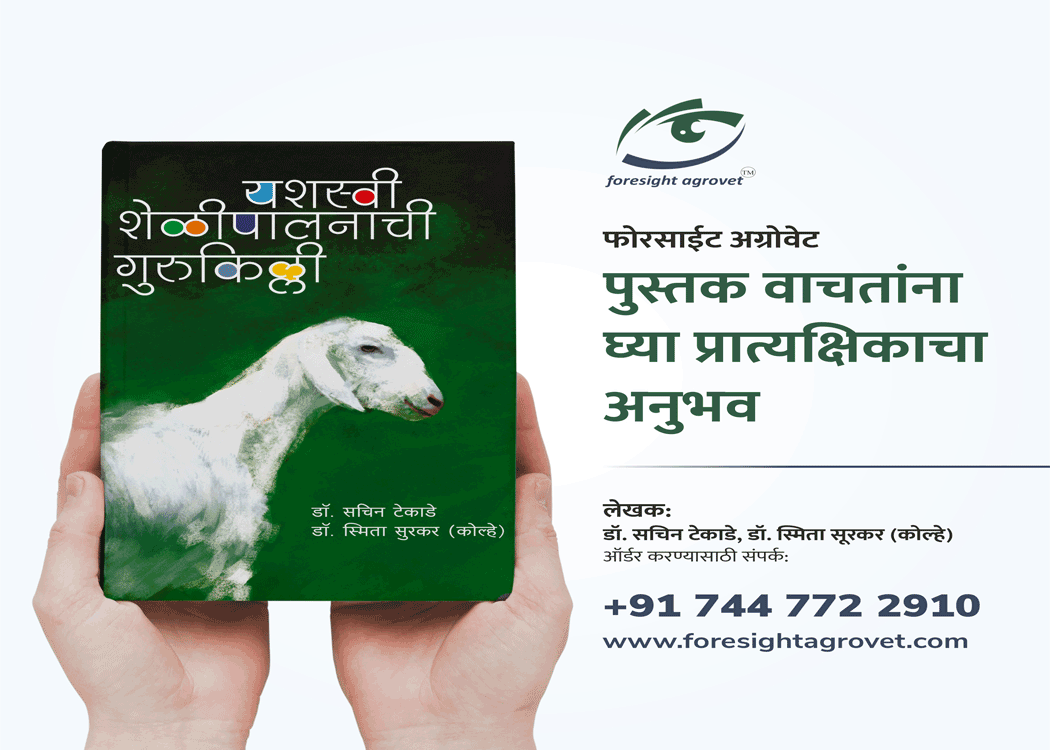 यशस्वी
शेळीपालनाची
गुरुकिल्ली
डॉ. सचिन टेकाडे
डॉ. स्मिता सुरकर (कोल्हे)
foresight agrovet™
फोरसाईट अग्रोवेट
पुस्तक वाचतांना
घ्या प्रात्यक्षिकाचा
अनुभव
लेखक:
डॉ. सचिन टेकाडे, डॉ. स्मिता सूरकर (कोल्हे)
ऑर्डर करण्यासाठी संपर्क:
+91 744 772 2910
www.foresightagrovet.com